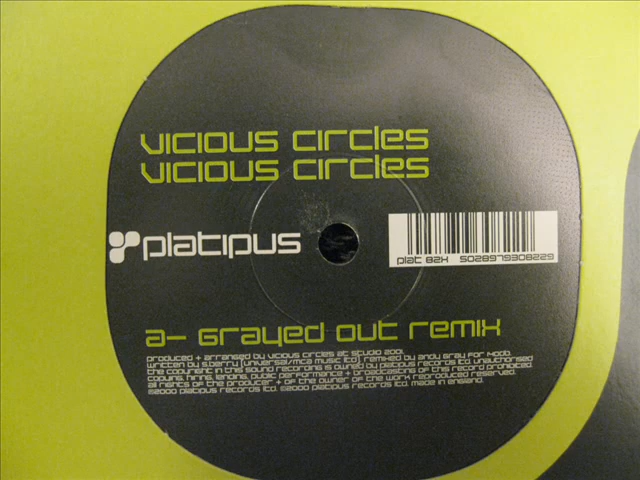 vicious circles
vicious circles
platipus
plat 82x 5028979308229
a- grayed out remix
produced + arranged by vicious circles at studio 2001.
written by s.berry (universal/mca music ltd). remixed by andy gray for
the copyright in this sound recording is owned by platipus records ltd unauthorised
copying, hiring, lending, public performance + broadcasting of this record prohibited.
all rights of the producer + of the owner of the work reproduced reserved.
©2000 platipus records ltd. ©2000 platipus records ltd. made in england.